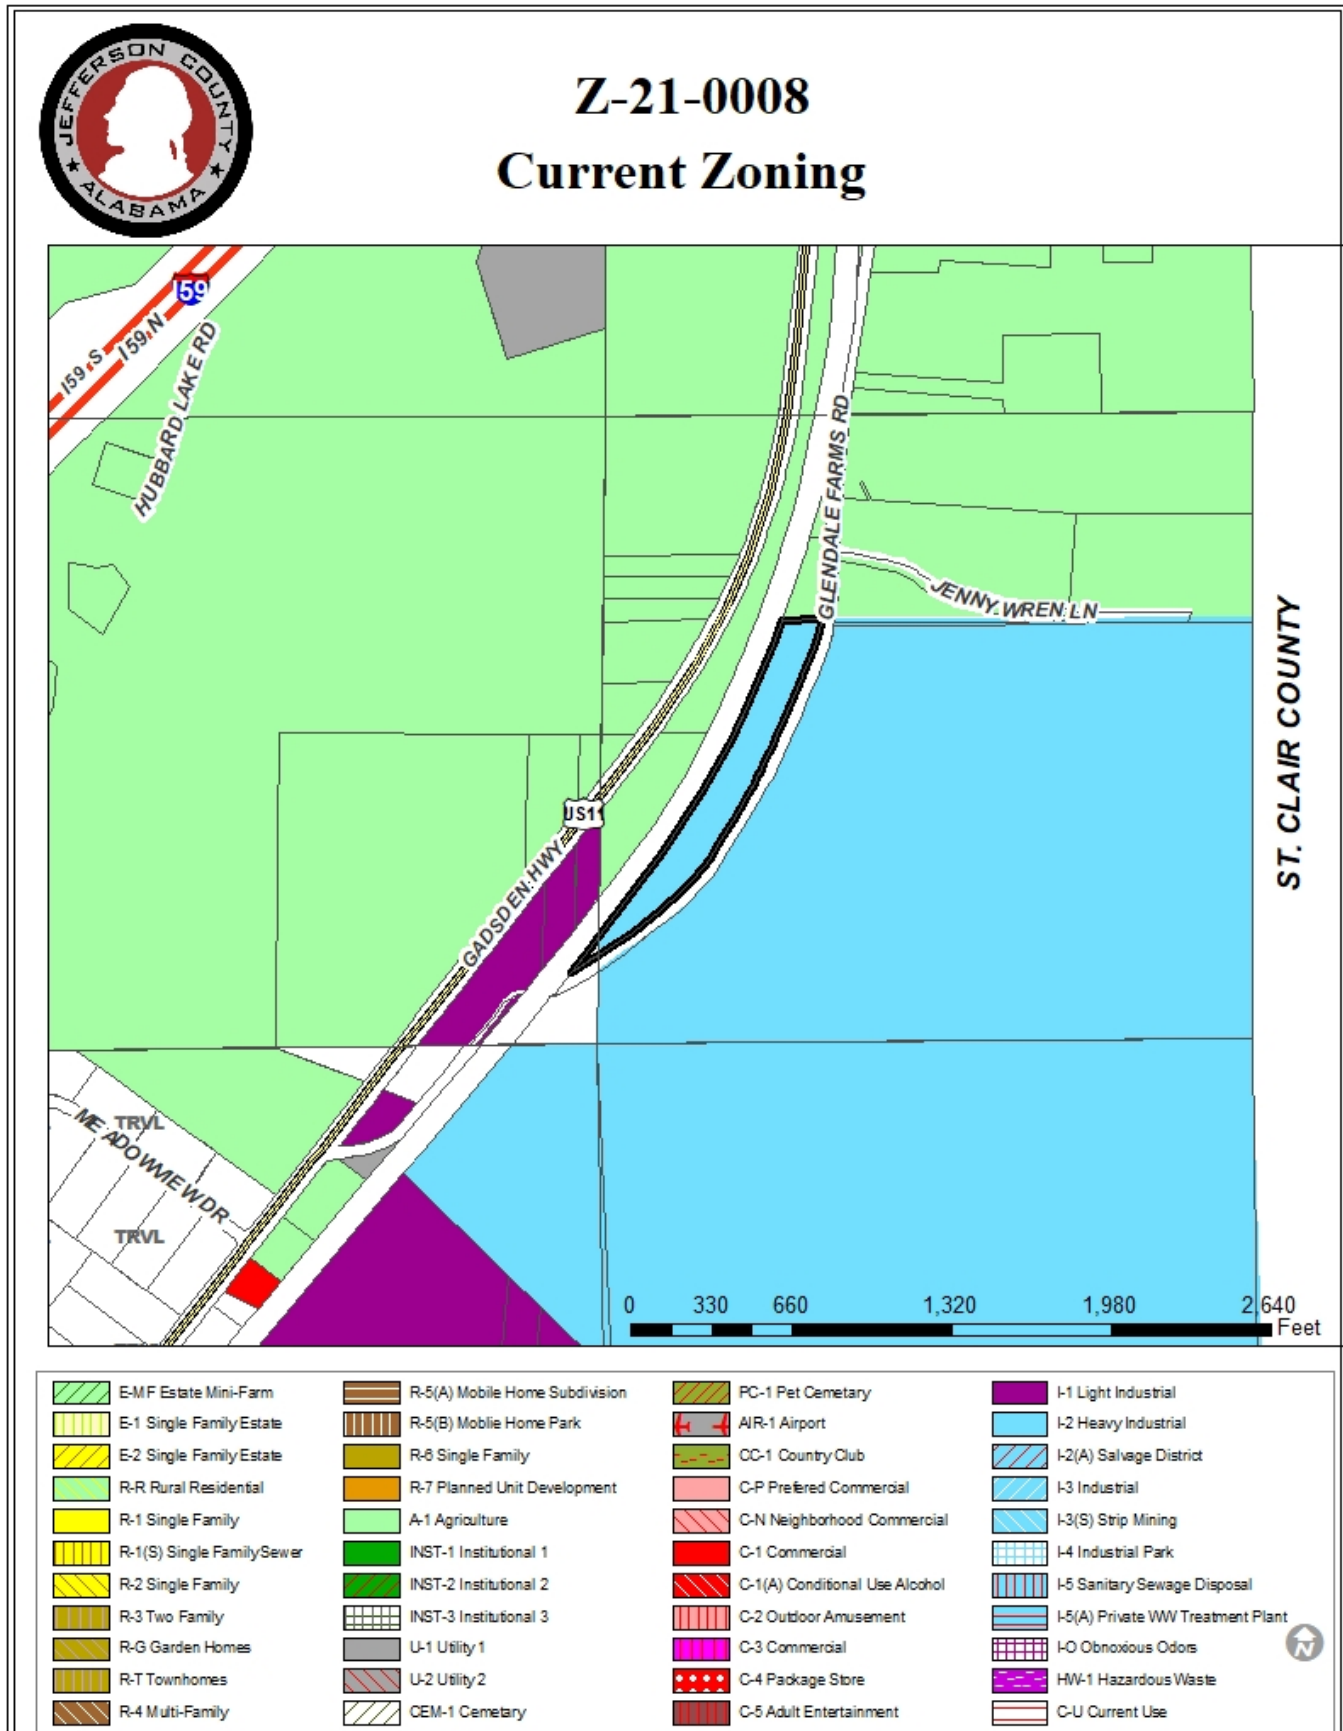 JEFFERSON COUNTY
ALABAMA
Z-21-0008
Current Zoning
I59
I59 S
I59 N
HUBBARD LAKE RD
GLENDALE FARMS RD
JENNY WREN LN
ST. CLAIR COUNTY
US11
GADSDEN HWY
MEADOWVIEW DR
TRVL
TRVL
0 330 660 1,320 1,980 2,640
Feet
E-MF Estate Mini-Farm
E-1 Single Family Estate
E-2 Single Family Estate
R-R Rural Residential
R-1 Single Family
R-1(S) Single Family Sewer
R-2 Single Family
R-3 Two Family
R-G Garden Homes
R-T Townhomes
R-4 Multi-Family
R-5(A) Mobile Home Subdivision
R-5(B) Moblie Home Park
R-6 Single Family
R-7 Planned Unit Development
A-1 Agriculture
INST-1 Institutional 1
INST-2 Institutional 2
INST-3 Institutional 3
U-1 Utility 1
U-2 Utility 2
CEM-1 Cemetary
PC-1 Pet Cemetary
AIR-1 Airport
CC-1 Country Club
C-P Prefered Commercial
C-N Neighborhood Commercial
C-1 Commercial
C-1(A) Conditional Use Alcohol
C-2 Outdoor Amusement
C-3 Commercial
C-4 Package Store
C-5 Adult Entertainment
I-1 Light Industrial
I-2 Heavy Industrial
I-2(A) Salvage District
I-3 Industrial
I-3(S) Strip Mining
I-4 Industrial Park
I-5 Sanitary Sewage Disposal
I-5(A) Private WW Treatment Plant
I-O Obnoxious Odors
HW-1 Hazardous Waste
C-U Current Use
N